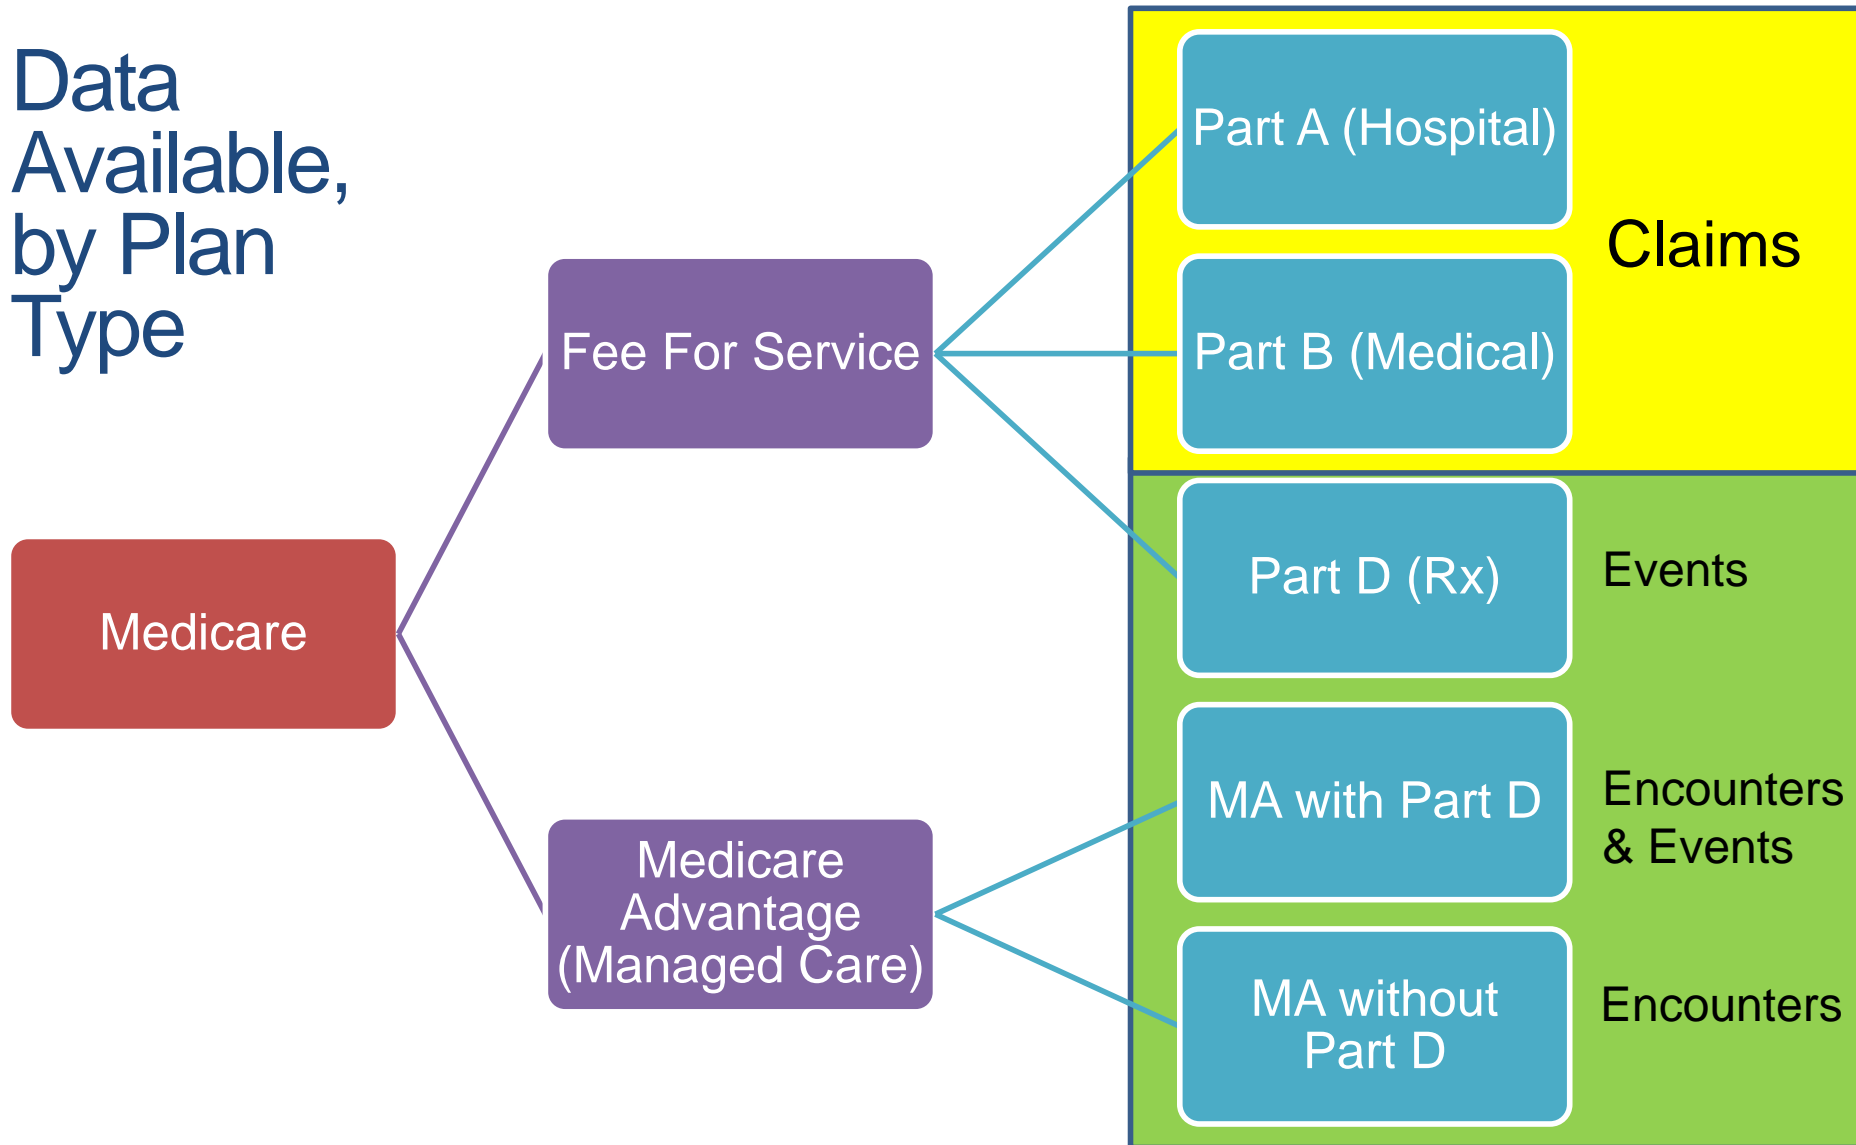 Data
Available,
by Plan
Type
Medicare
Fee For Service
Medicare
Advantage
(Managed Care)
Part A (Hospital)
Part B (Medical)
Claims
Part D (Rx)
Events
MA with Part D
Encounters
& Events
MA without
Part D
Encounters